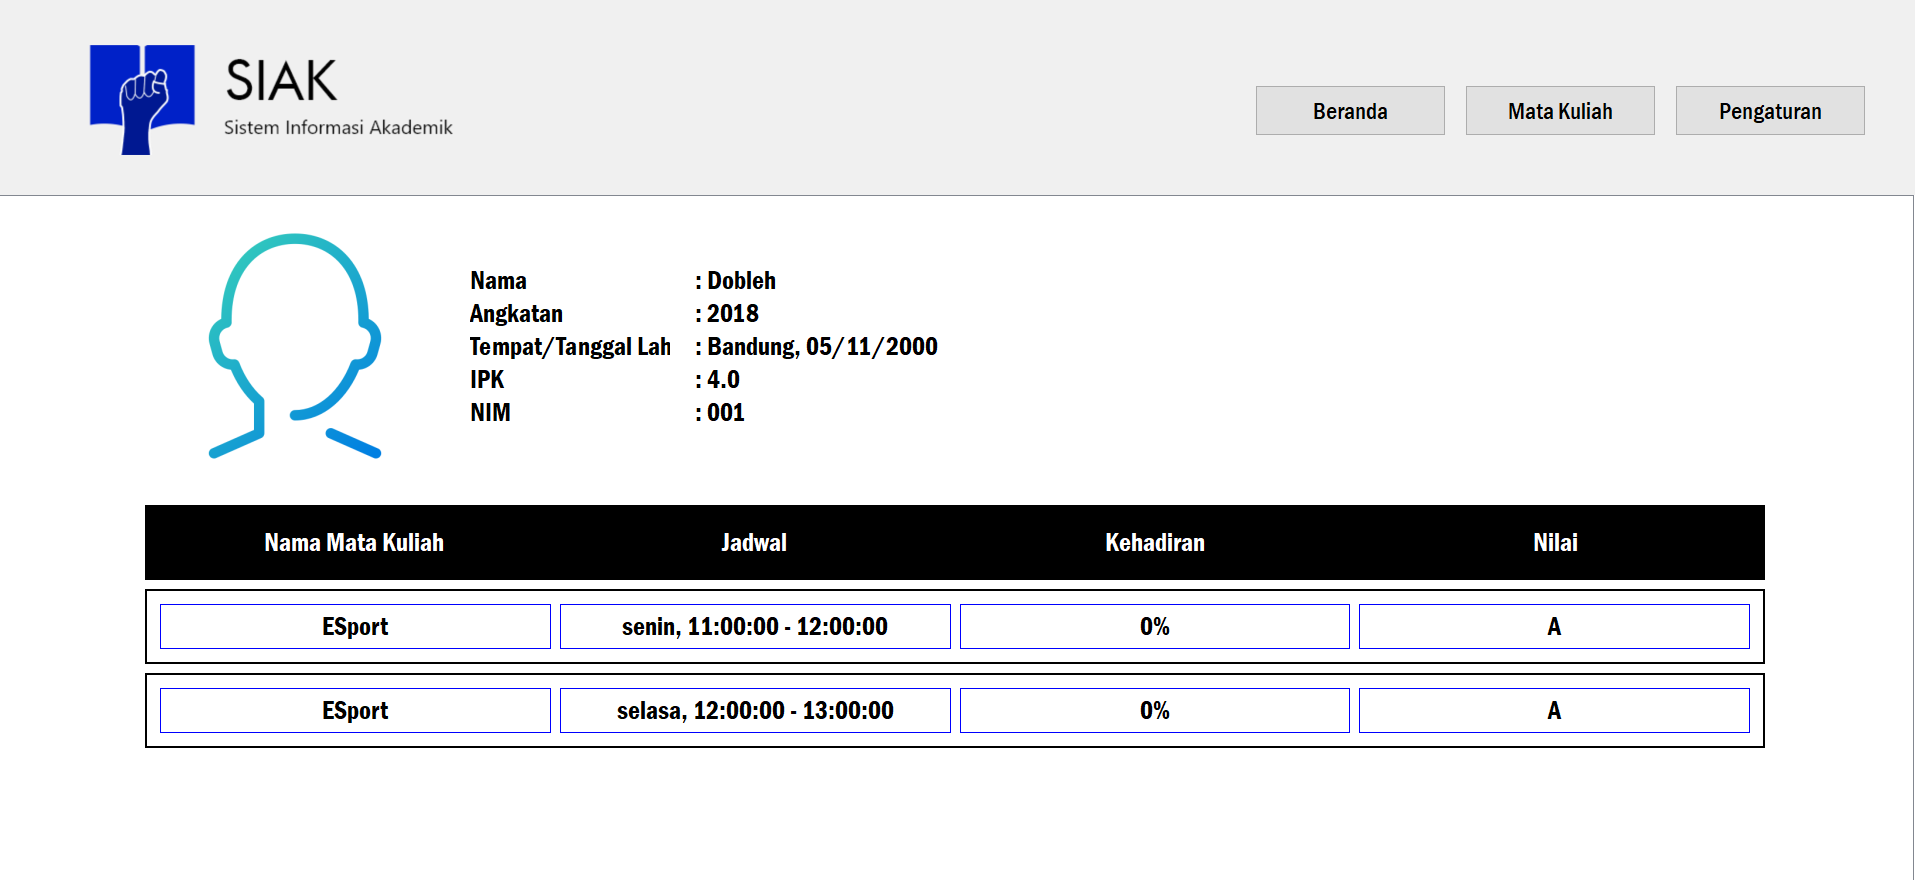 SIAK
Sistem Informasi Akademik
Beranda Mata Kuliah Pengaturan
Nama : Dobleh
Angkatan : 2018
Tempat/Tanggal Lah : Bandung, 05/11/2000
IPK : 4.0
NIM : 001
Nama Mata Kuliah Jadwal Kehadiran Nilai
ESport senin, 11:00:00 - 12:00:00 0% A
ESport selasa, 12:00:00 - 13:00:00 0% A